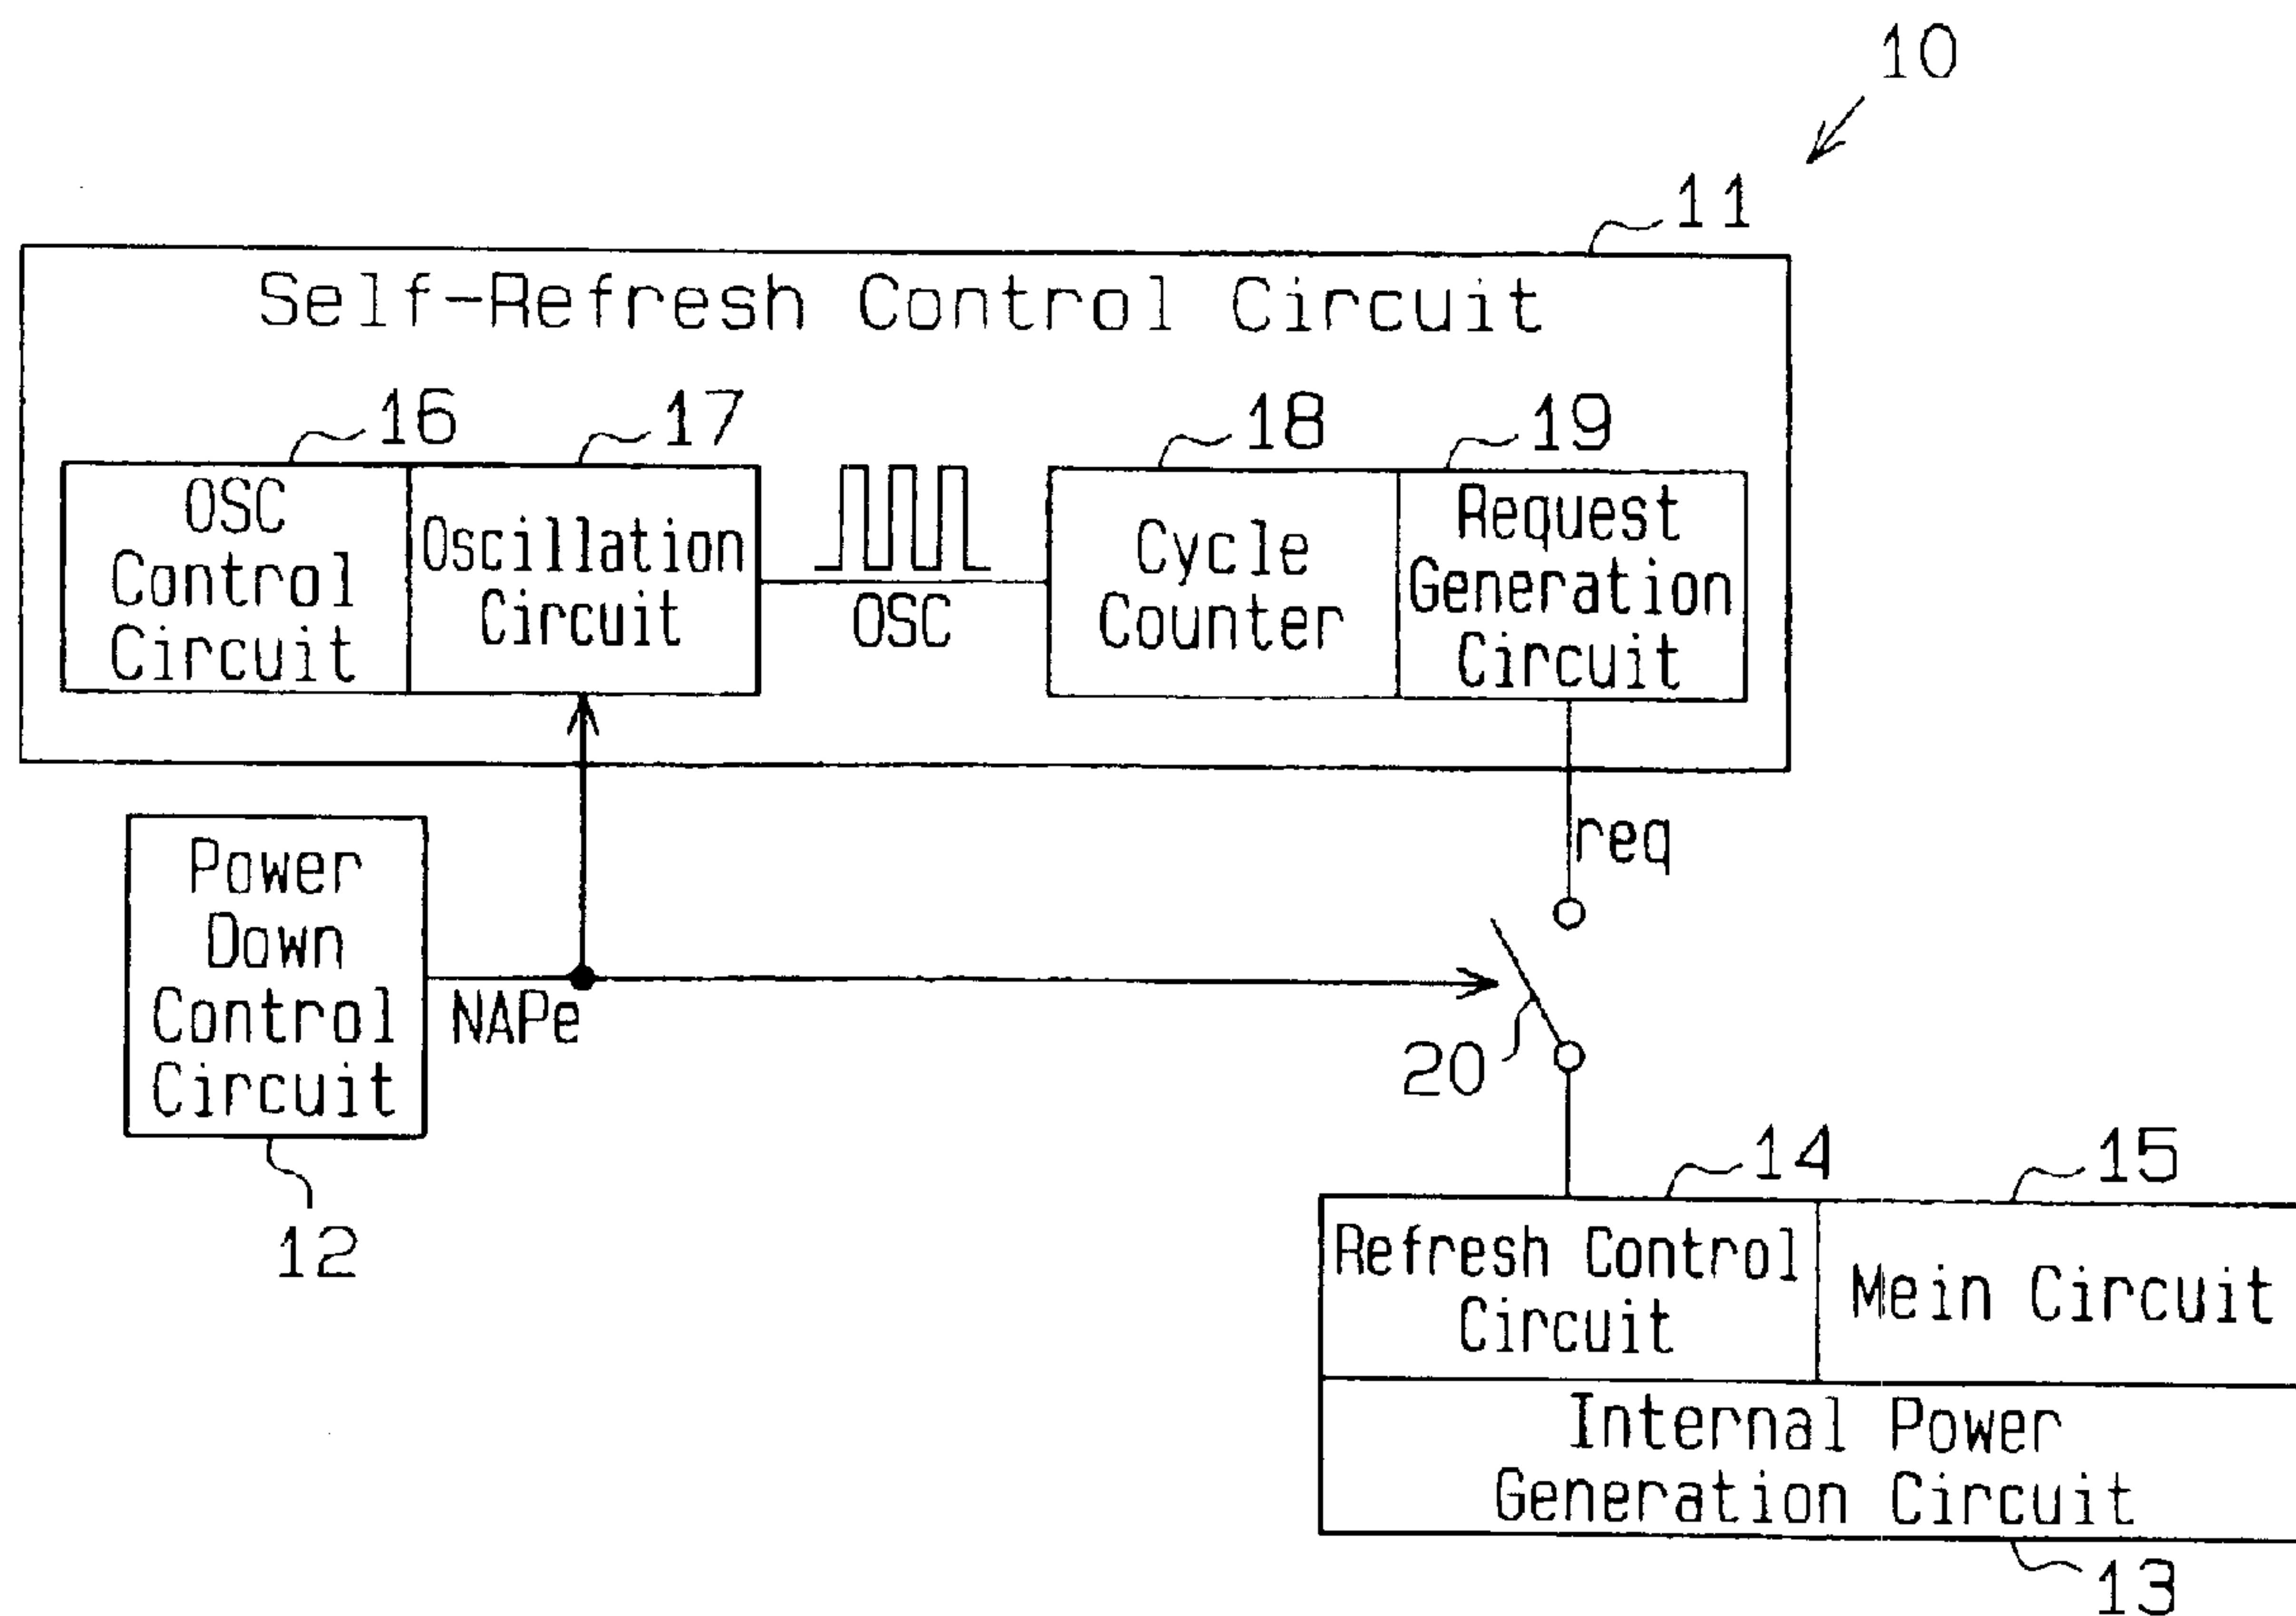 10
11
Self-Refresh Control Circuit
16
17
18
19
OSC
Control
Circuit
Oscillation
Circuit
OSC
Cycle
Counter
Request
Generation
Circuit
req
Power
Down
Control
Circuit
NAPe
20
12
14
15
Refresh Control
Circuit
Mein Circuit
Internal Power
Generation Circuit
13